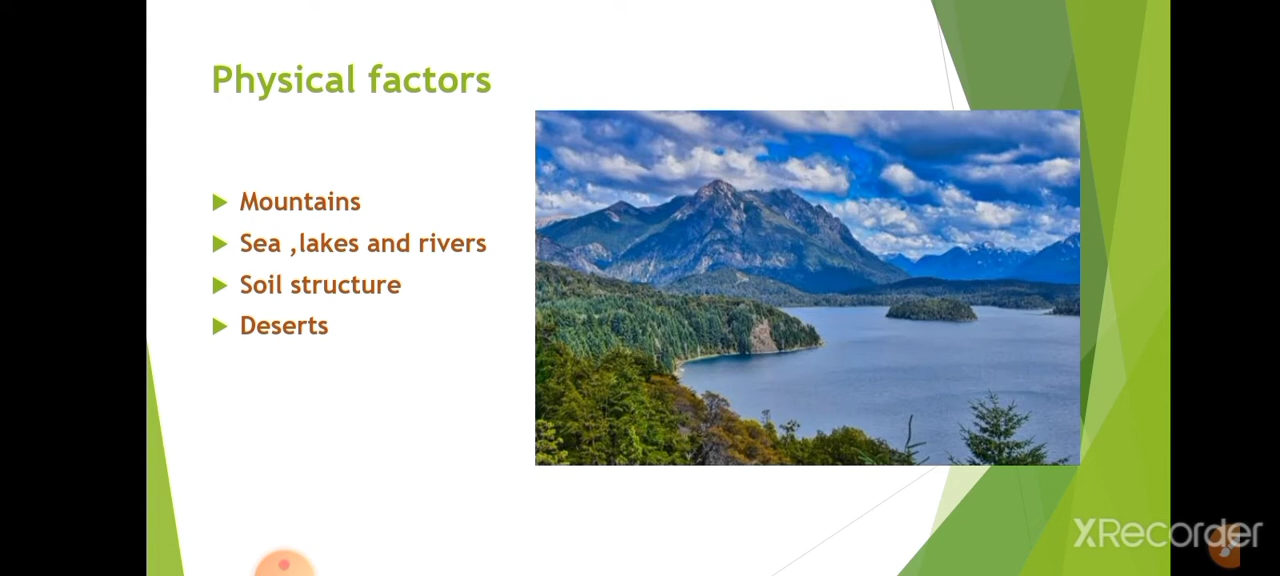 Physical factors
Mountains
Sea ,lakes and rivers
Soil structure
Deserts
XRecorder